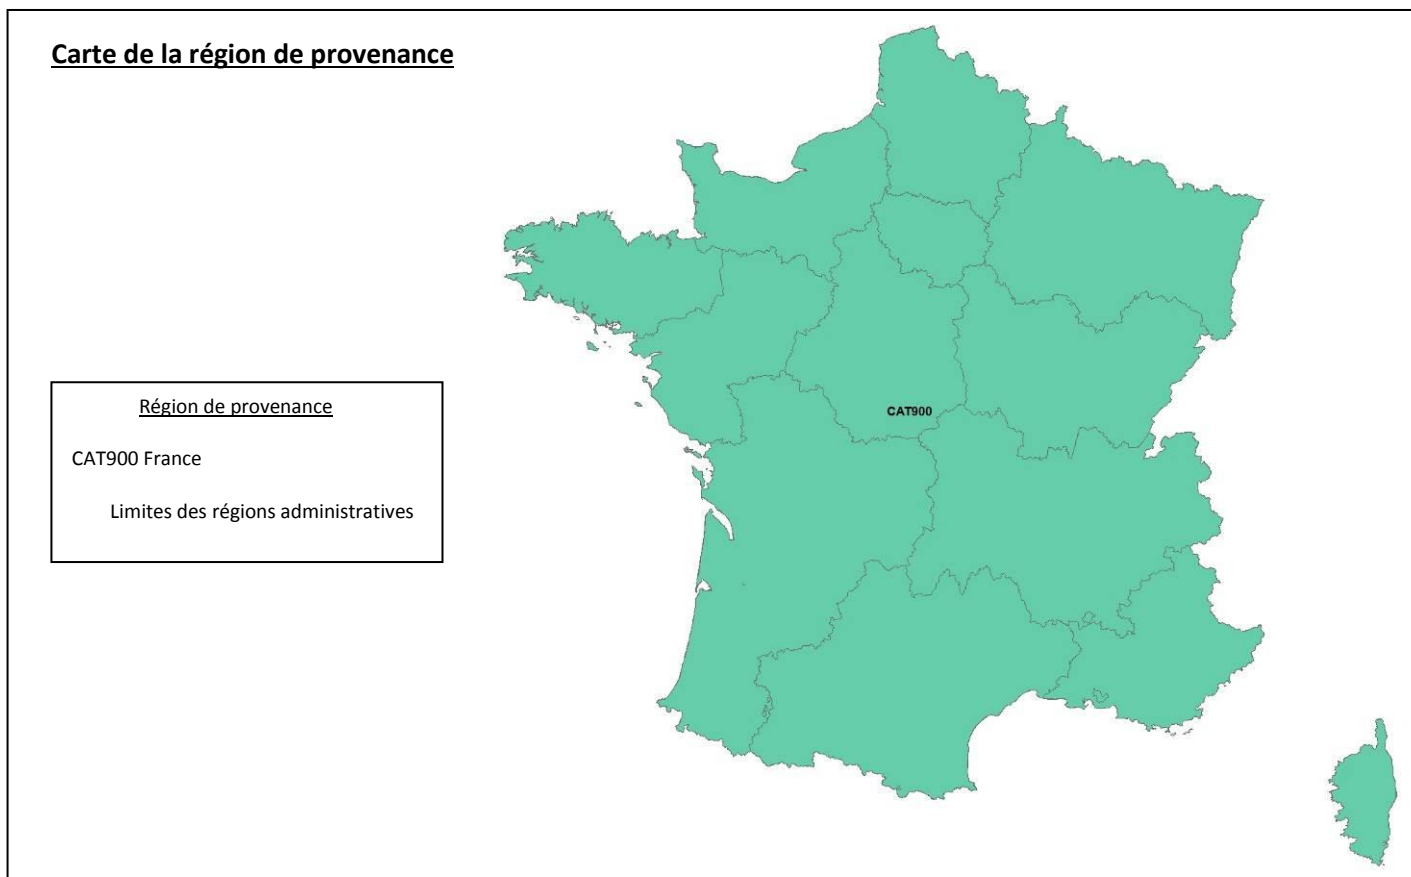 Carte de la région de provenance
CAT900
Région de provenance
CAT900 France
Limites des régions administratives